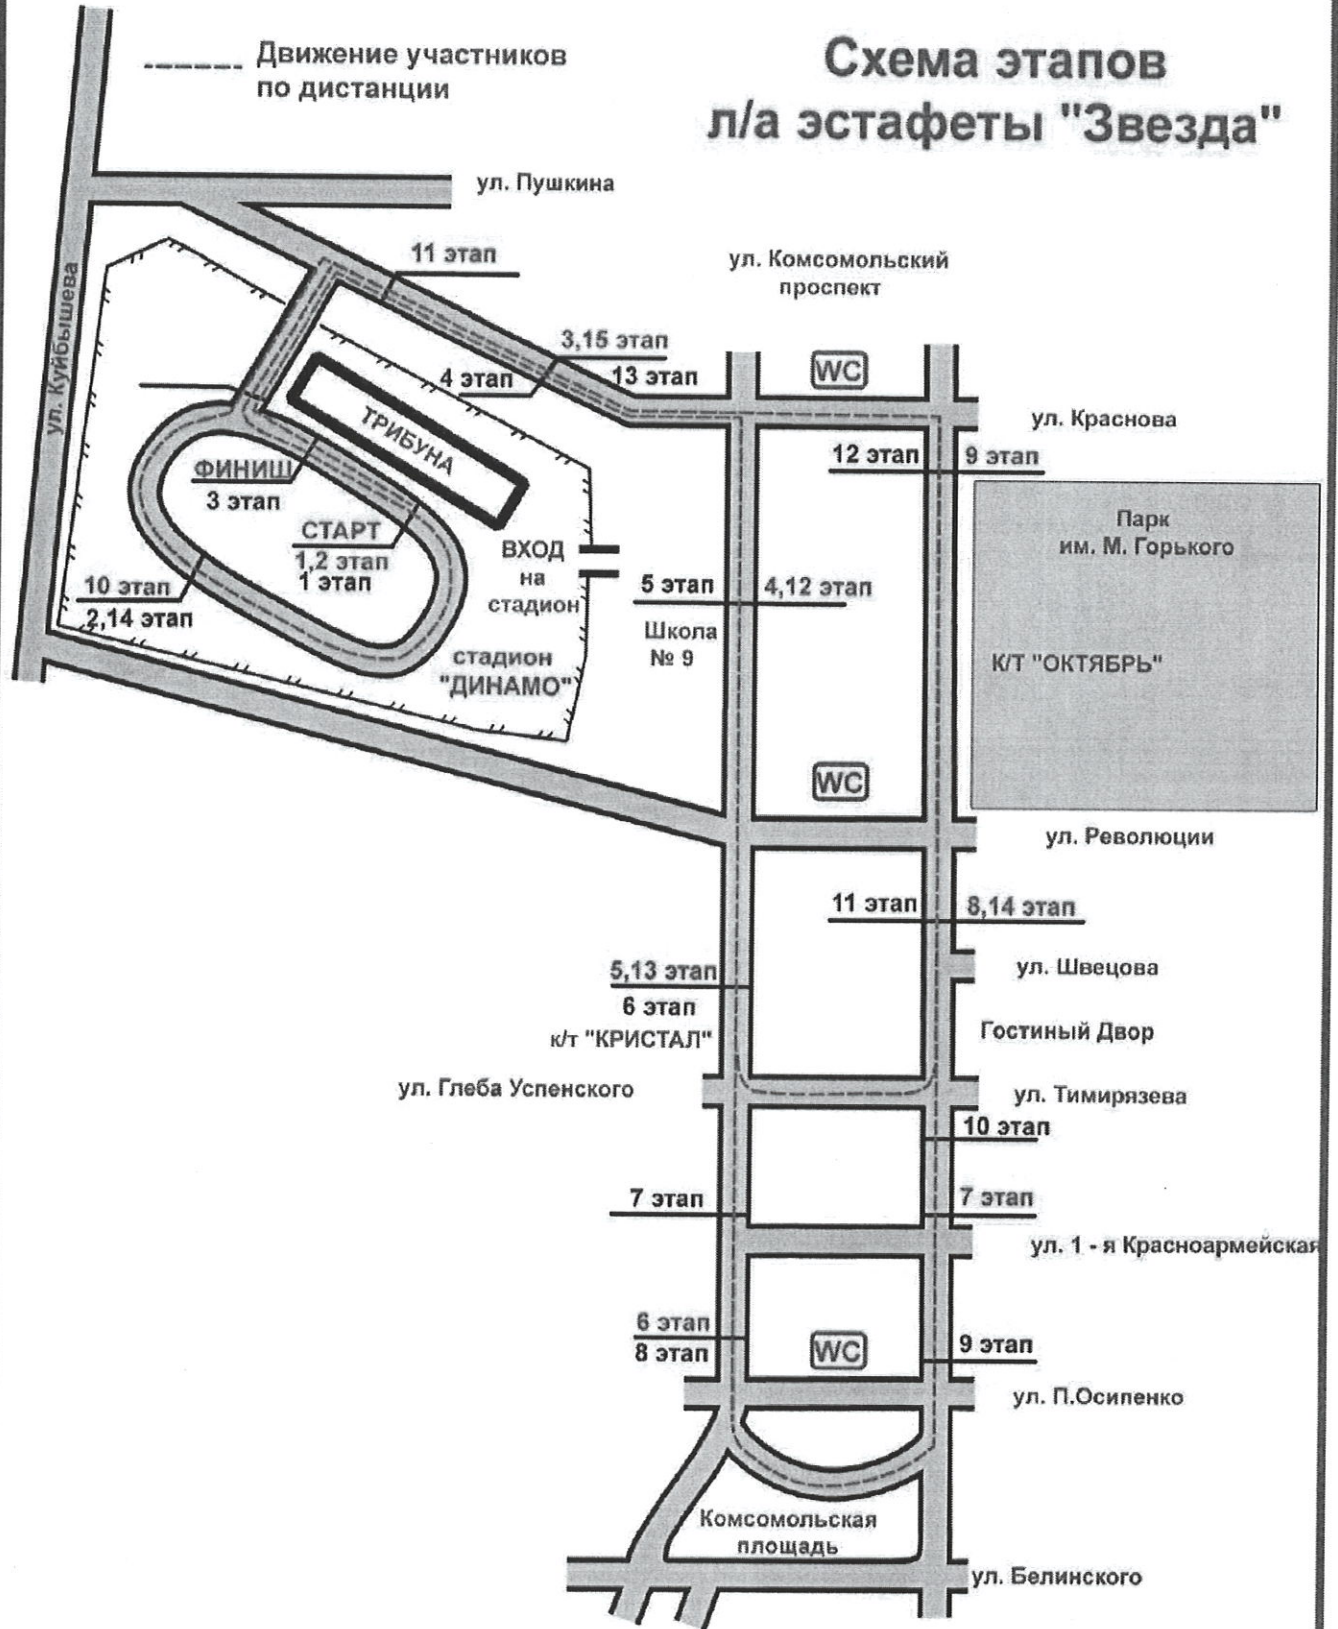 Движение участников
по дистанции
Схема этапов
л/а эстафеты "Звезда"
ул. Пушкина
11 этап
ул. Комсомольский
проспект
ул. Куйбышева
3,15 этап
4 этап
13 этап
WC
ТРИБУНА
ул. Краснова
12 этап
9 этап
ФИНИШ
3 этап
СТАРТ
1,2 этап
1 этап
Парк
им. М. Горького
ВХОД
на
стадион
10 этап
2,14 этап
5 этап
4,12 этап
Школа
№ 9
стадион
"ДИНАМО"
К/Т "ОКТЯБРЬ"
WC
ул. Революции
11 этап
8,14 этап
5,13 этап
6 этап
к/т "КРИСТАЛ"
ул. Швецова
Гостиный Двор
ул. Глеба Успенского
ул. Тимирязева
10 этап
7 этап
7 этап
ул. 1 - я Красноармейская
6 этап
8 этап
WC
9 этап
ул. П.Осипенко
Комсомольская
площадь
ул. Белинского